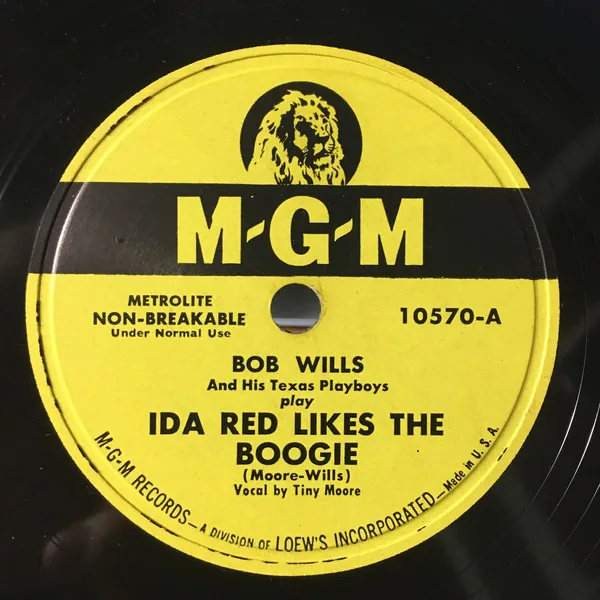 M-G-M
METROLITE
NON-BREAKABLE
Under Normal Use
10570-A
BOB WILLS
And His Texas Playboys
play
IDA RED LIKES THE
BOOGIE
(Moore-Wills)
Vocal by Tiny Moore
M-G-M RECORDS—A DIVISION OF LOEW'S INCORPORATED—Made in U. S. A.